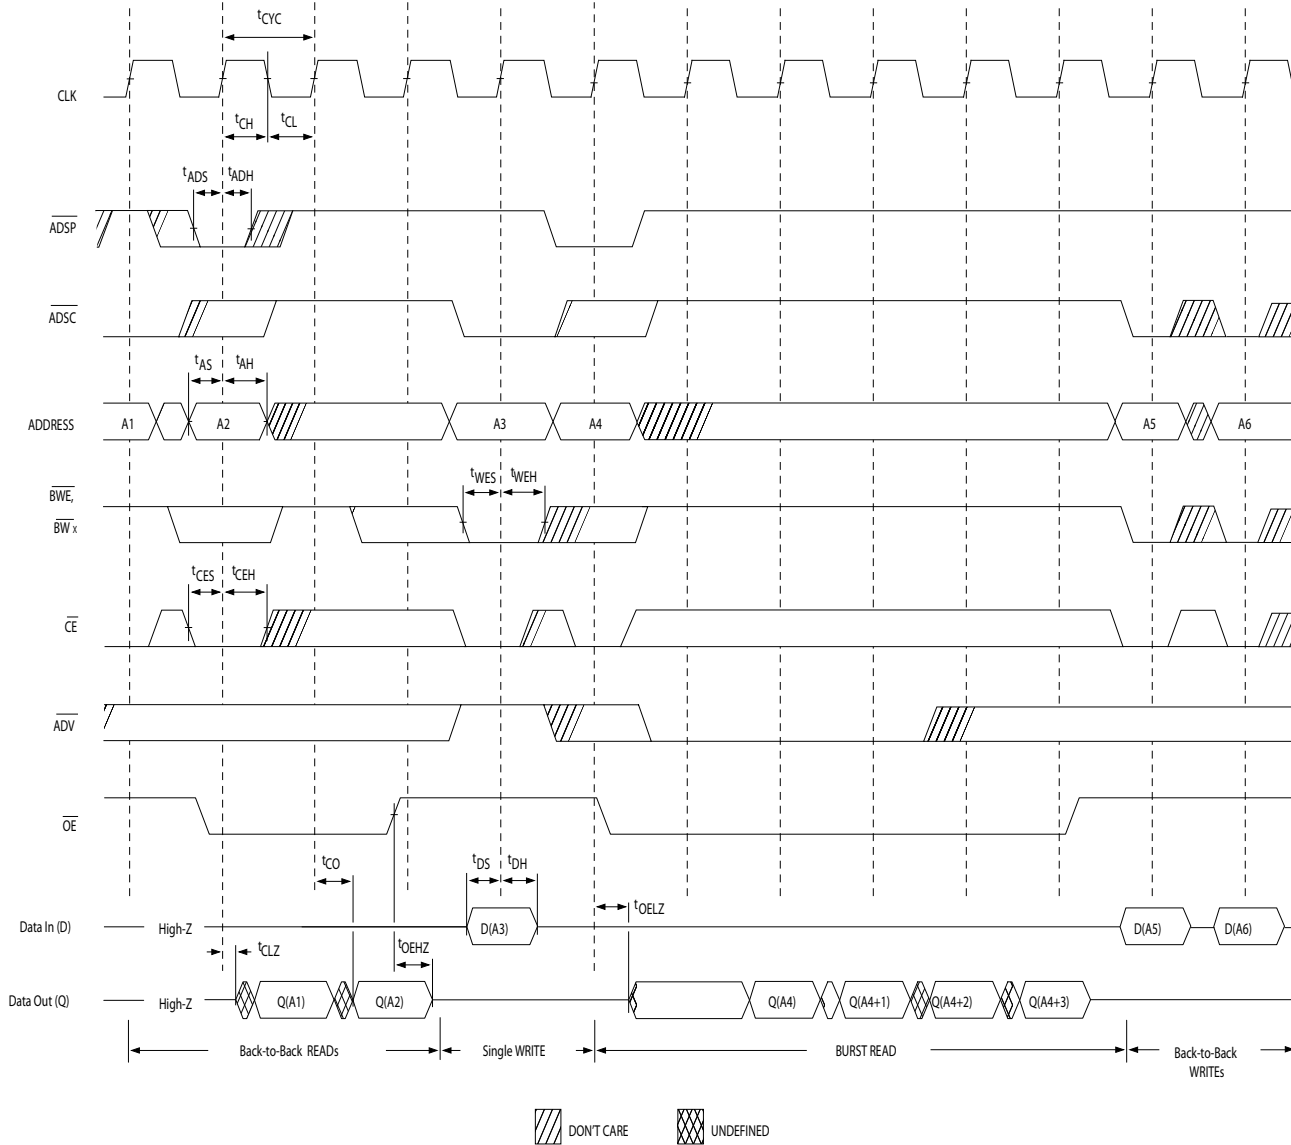 tCYC
CLK
tCH tCL
tADS tADH
ADSP
ADSC
tAS tAH
ADDRESS A1 A2 A3 A4 A5 A6
tWES tWEH
BWE,
BW x
tCES tCEH
CE
ADV
OE
tCO tDS tDH
tOELZ
Data In (D) High-Z D(A3) D(A5) D(A6)
tCLZ tOEHZ
Data Out (Q) High-Z Q(A1) Q(A2) Q(A4) Q(A4+1) Q(A4+2) Q(A4+3)
Back-to-Back READs Single WRITE BURST READ Back-to-Back
WRITEs
DON'T CARE UNDEFINED